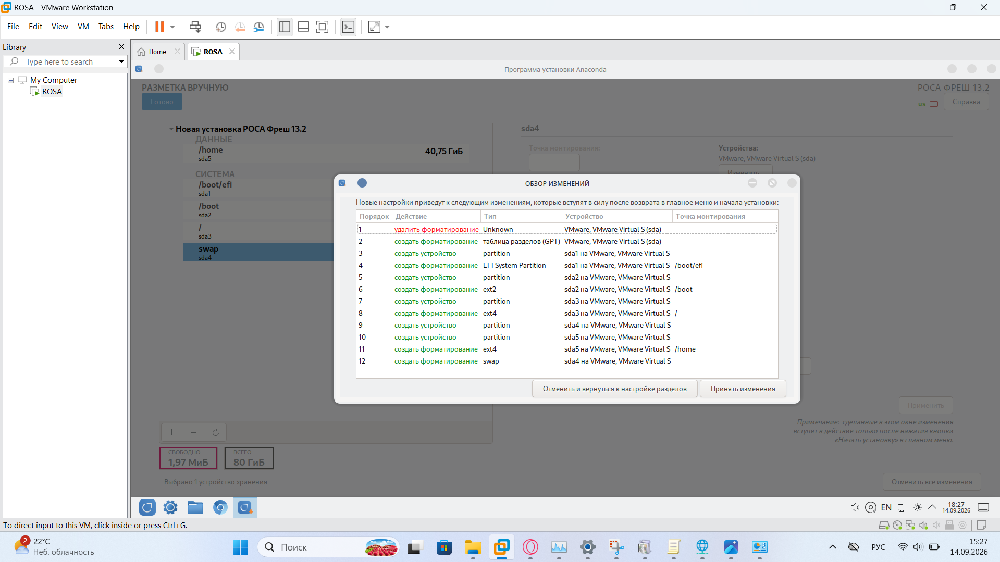 ROSA - VMware Workstation
File Edit View VM Tabs Help
Library
Type here to search
My Computer
ROSA
Home
ROSA
Программа установки Anaconda
РАЗМЕТКА ВРУЧНУЮ
Готово
РОСА ФРЕШ 13.2
us
Справка
Новая установка РОСА Фреш 13.2
ДАННЫЕ
/home
40,75 ГиБ
sda5
СИСТЕМА
/boot/efi
sda1
/boot
sda2
/
sda3
swap
sda4
sda4
Точка монтирования:
Устройства:
VMware, VMware Virtual S (sda)
Изменить...
ОБЗОР ИЗМЕНЕНИЙ
Новые настройки приведут к следующим изменениям, которые вступят в силу после возврата в главное меню и начала установки:
Порядок Действие Тип Устройство Точка монтирования
1 удалить форматирование Unknown VMware, VMware Virtual S (sda)
2 создать форматирование таблица разделов (GPT) VMware, VMware Virtual S (sda)
3 создать устройство partition sda1 на VMware, VMware Virtual S
4 создать форматирование EFI System Partition sda1 на VMware, VMware Virtual S /boot/efi
5 создать устройство partition sda2 на VMware, VMware Virtual S
6 создать форматирование ext2 sda2 на VMware, VMware Virtual S /boot
7 создать устройство partition sda3 на VMware, VMware Virtual S
8 создать форматирование ext4 sda3 на VMware, VMware Virtual S /
9 создать устройство partition sda4 на VMware, VMware Virtual S
10 создать устройство partition sda5 на VMware, VMware Virtual S
11 создать форматирование ext4 sda5 на VMware, VMware Virtual S /home
12 создать форматирование swap sda4 на VMware, VMware Virtual S
Отменить и вернуться к настройке разделов
Принять изменения
Применить
Примечание: сделанные в этом окне изменения
вступят в действие только после нажатия кнопки
«Начать установку» в главном меню.
СВОБОДНО
1,97 МиБ
ВСЕГО
80 ГиБ
Выбрано 1 устройство хранения
Отменить все изменения
EN
18:27
14.09.2026
To direct input to this VM, click inside or press Ctrl+G.
2
22°C
Неб. облачность
Поиск
РУС
15:27
14.09.2026